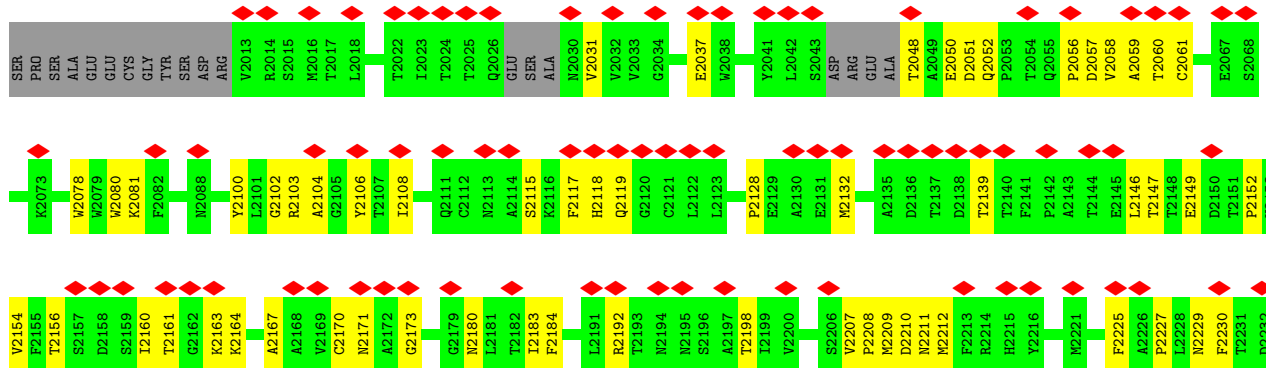 SER PRO SER ALA GLU GLU CYS GLY TYR SER ASP ARG V2013 R2014 S2015 M2016 T2017 L2018 T2022 I2023 T2024 T2025 Q2026 GLU SER ALA N2030 V2031 V2032 V2033 G2034 E2037 W2038 Y2041 L2042 S2043 ASP ARG GLU ALA T2048 A2049 E2050 D2051 Q2052 P2053 T2054 Q2055 P2056 D2057 V2058 A2059 T2060 C2061 E2067 S2068
K2073 W2078 W2079 W2080 K2081 F2082 N2088 Y2100 L2101 G2102 R2103 A2104 G2105 Y2106 T2107 I2108 Q2111 C2112 N2113 A2114 S2115 K2116 F2117 H2118 Q2119 G2120 C2121 L2122 L2123 P2128 E2129 A2130 E2131 M2132 A2135 D2136 T2137 D2138 T2139 T2140 F2141 P2142 A2143 T2144 E2145 L2146 T2147 T2148 E2149 D2150 T2151 P2152
V2154 F2155 T2156 S2157 D2158 S2159 I2160 T2161 G2162 K2163 K2164 A2167 A2168 V2169 C2170 N2171 A2172 G2173 G2179 N2180 L2181 T2182 I2183 F2184 L2191 R2192 T2193 N2194 N2195 S2196 A2197 T2198 I2199 V2200 S2206 V2207 P2208 M2209 D2210 N2211 M2212 F2213 R2214 H2215 Y2216 M2221 F2225 A2226 P2227 L2228 N2229 F2230 T2231 D2232